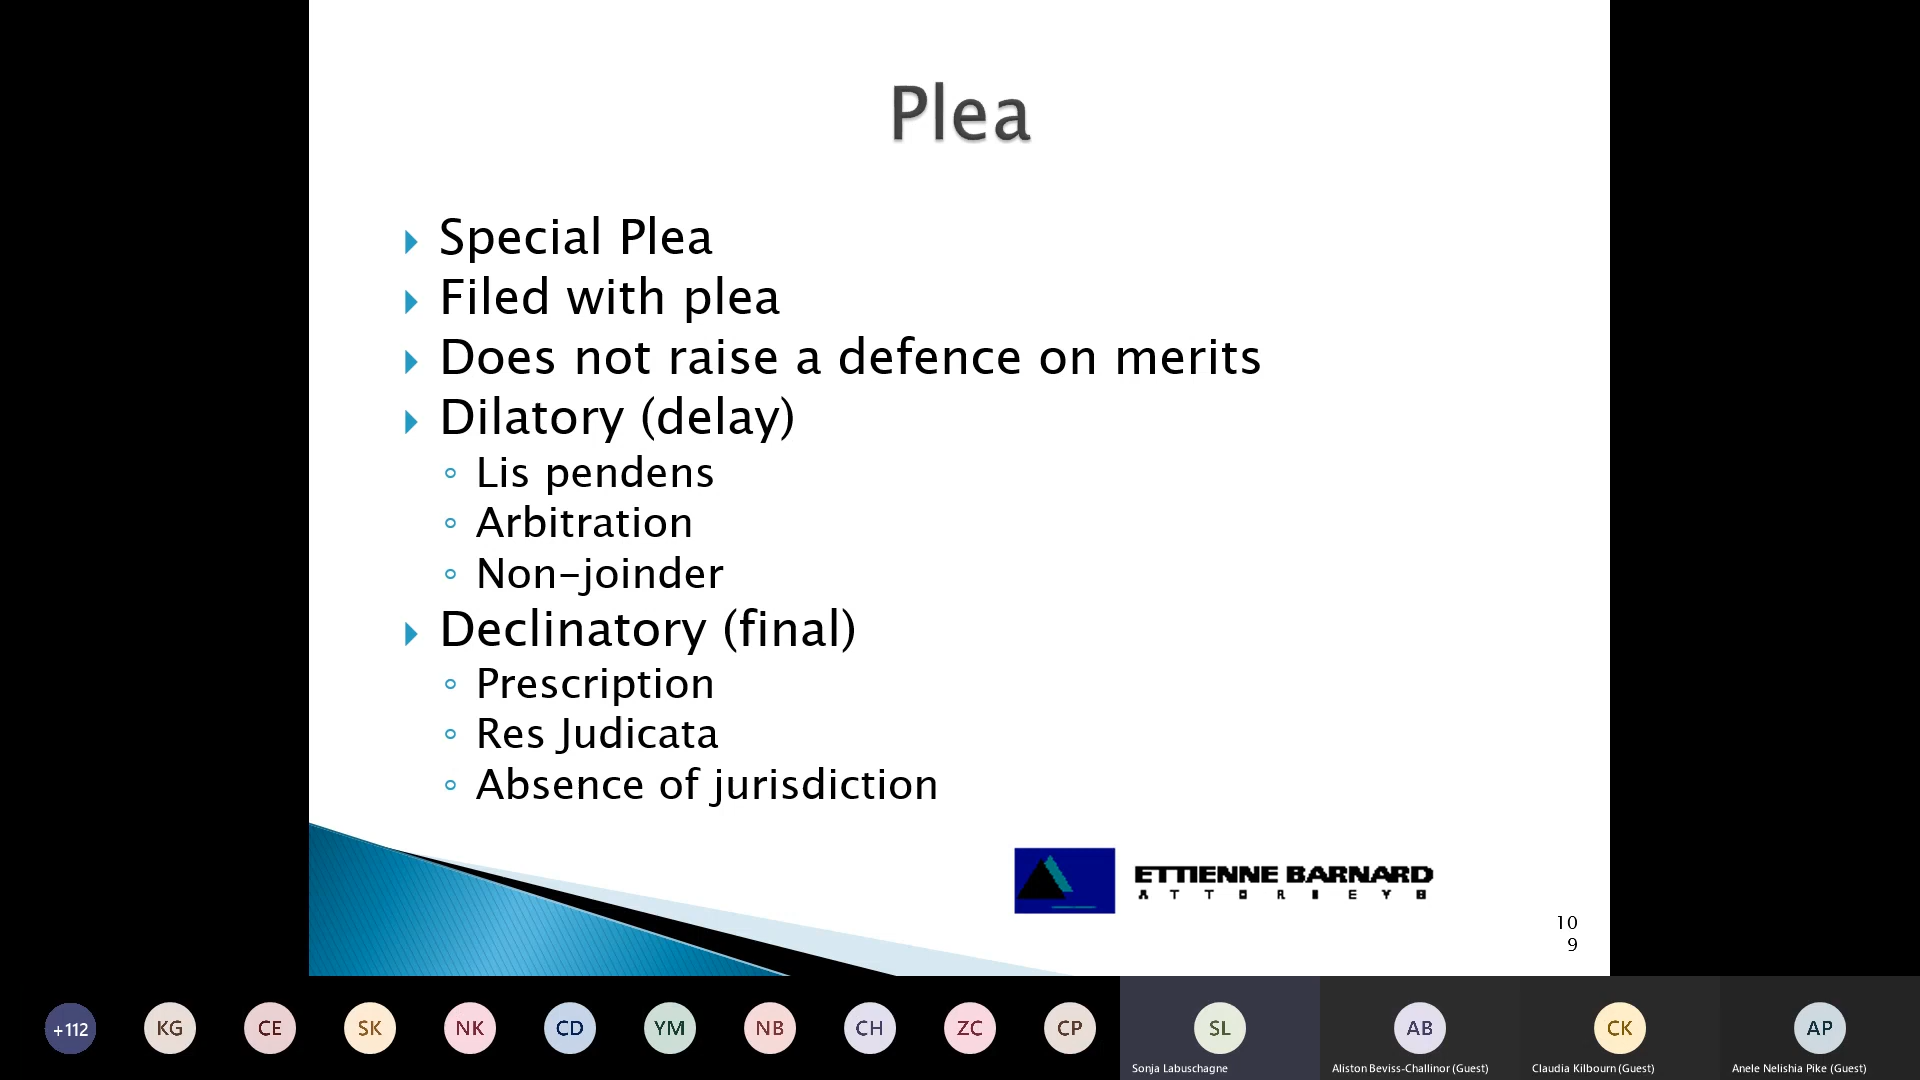 Plea
Special Plea
Filed with plea
Does not raise a defence on merits
Dilatory (delay)
Lis pendens
Arbitration
Non-joinder
Declinatory (final)
Prescription
Res Judicata
Absence of jurisdiction
ETTIENNE BARNARD
ATTORNEYS
10
9
+112
KG
CE
SK
NK
CD
YM
NB
CH
ZC
CP
SL
AB
CK
AP
Sonja Labuschagne
Aliston Beviss-Challinor (Guest)
Claudia Kilbourn (Guest)
Anele Nelishia Pike (Guest)